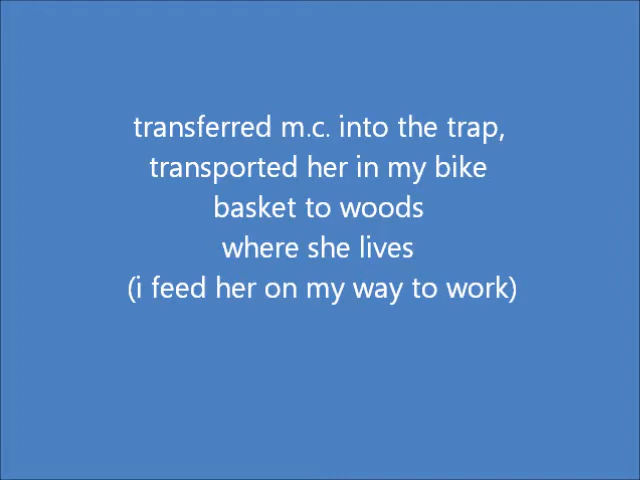 transferred m.c. into the trap,
transported her in my bike
basket to woods
where she lives
(i feed her on my way to work)